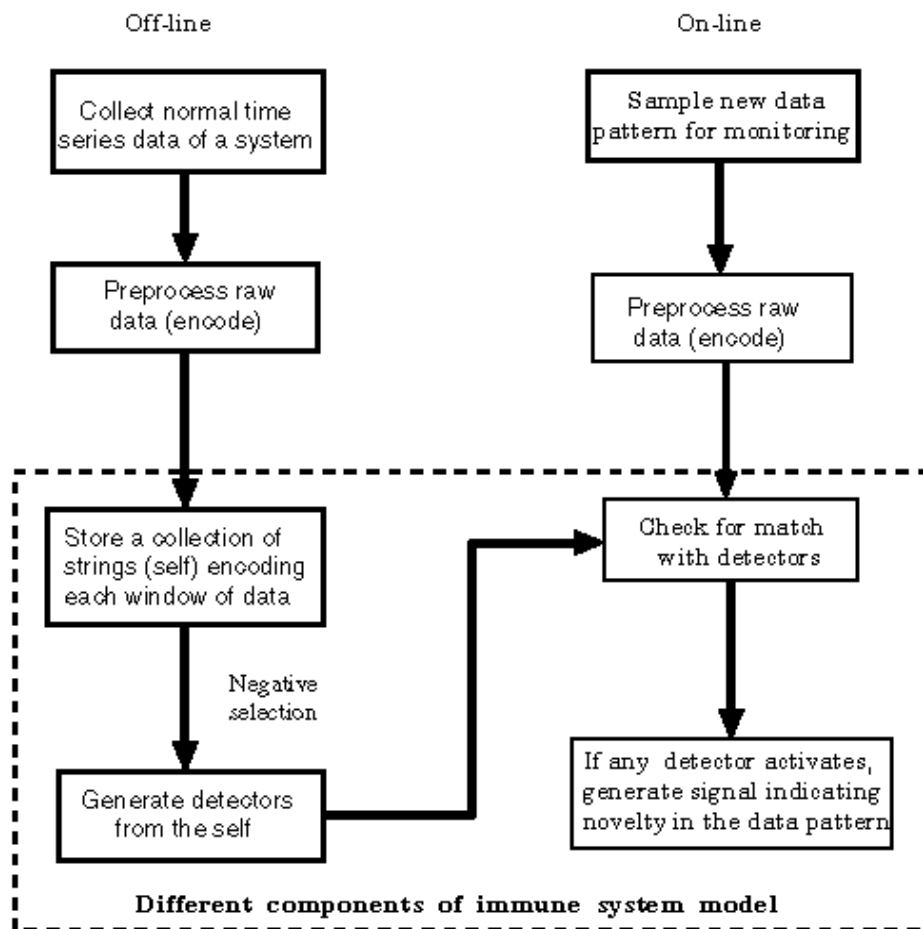 Off-line
On-line
Collect normal time
series data of a system
Sample new data
pattern for monitoring
Preprocess raw
data (encode)
Preprocess raw
data (encode)
Store a collection of
strings (self) encoding
each window of data
Check for match
with detectors
Negative
selection
Generate detectors
from the self
If any detector activates,
generate signal indicating
novelty in the data pattern
Different components of immune system model